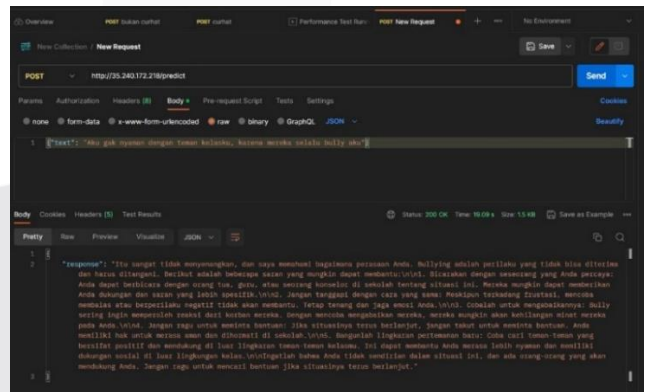 Overview POST bukan curhat POST curhat Performance Test Run POST New Request No Environment
New Collection / New Request Save
POST http://35.240.172.218/predict Send
Params Authorization Headers (8) Body Pre-request Script Tests Settings Cookies
none form-data x-www-form-urlencoded raw binary GraphQL JSON Beautify
1 {"text": "Aku gak nyaman dengan teman kelasku, karena mereka selalu bully aku"}
Body Cookies Headers (5) Test Results Status: 200 OK Time: 19.09 s Size: 1.5 KB Save as Example
Pretty Raw Preview Visualize JSON
1 {
2 "response": "Itu sangat tidak menyenangkan, dan saya memahami bagaimana perasaan Anda. Bullying adalah perilaku yang tidak bisa diterima
dan harus ditangani. Berikut adalah beberapa saran yang mungkin dapat membantu:\n\n1. Bicarakan dengan seseorang yang Anda percaya:
Anda dapat berbicara dengan orang tua, guru, atau seorang konselor di sekolah tentang situasi ini. Mereka mungkin dapat memberikan
Anda dukungan dan saran yang lebih spesifik.\n\n2. Jangan tanggapi dengan cara yang sama: Meskipun terkadang frustasi, mencoba
membalas atau berperilaku negatif tidak akan membantu. Tetap tenang dan jaga emosi Anda.\n\n3. Cobalah untuk mengabaikannya: Bully
sering ingin memperoleh reaksi dari korban mereka. Dengan mencoba mengabaikan mereka, mereka mungkin akan kehilangan minat mereka
pada Anda.\n\n4. Jangan ragu untuk meminta bantuan: Jika situasinya terus berlanjut, jangan takut untuk meminta bantuan. Anda
memiliki hak untuk merasa aman dan dihormati di sekolah.\n\n5. Bangunlah lingkaran pertemanan baru: Coba cari teman-teman yang
bersifat positif dan mendukung di luar lingkaran teman-teman kelasmu. Ini dapat membantu Anda merasa lebih nyaman dan memiliki
dukungan sosial di luar lingkungan kelas.\n\nIngatlah bahwa Anda tidak sendirian dalam situasi ini, dan ada orang-orang yang akan
mendukung Anda. Jangan ragu untuk mencari bantuan jika situasinya terus berlanjut."
3 }